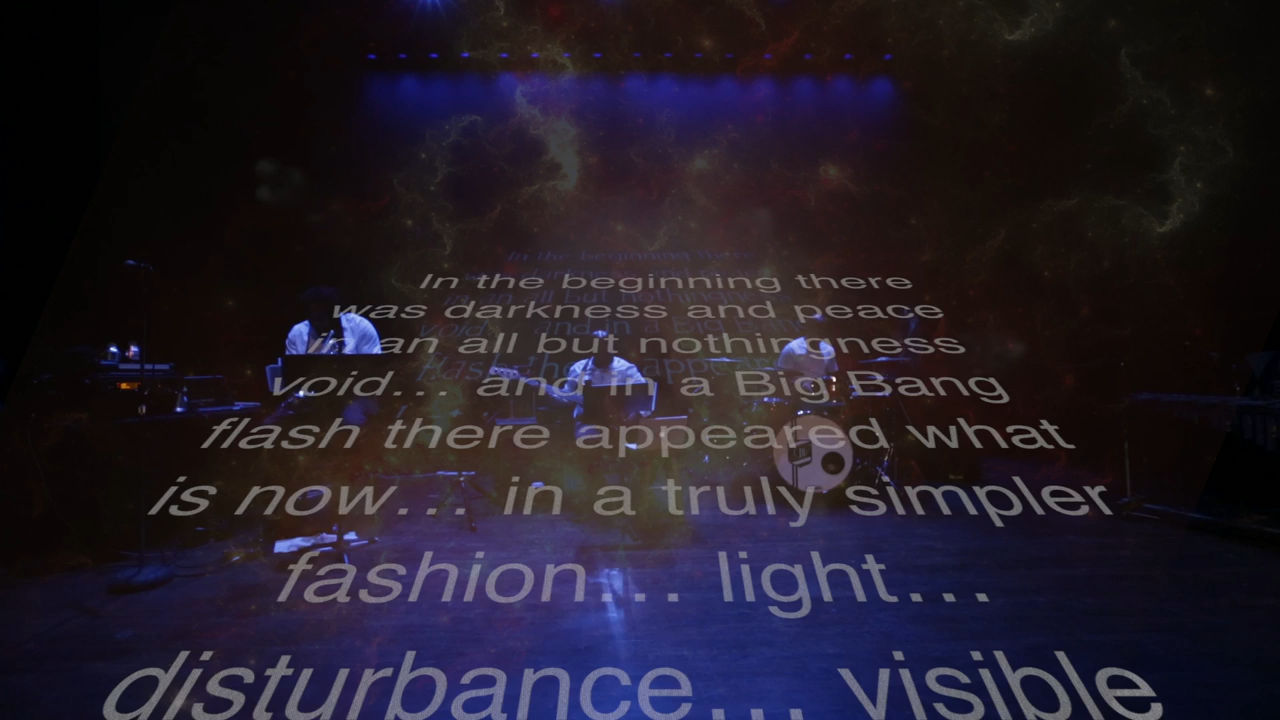 In the beginning there
was darkness and peace
in an all but nothingness
void... and in a Big Bang
flash there appeared what
is now... in a truly simpler
fashion... light...
disturbance... visible